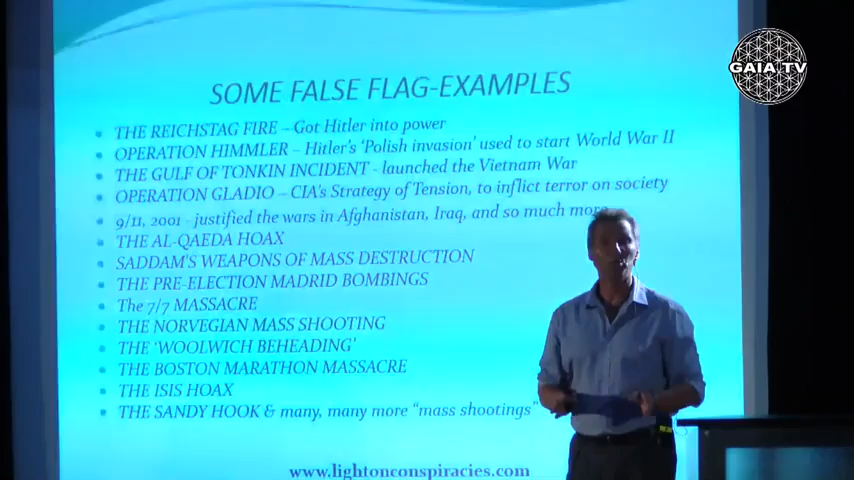 GAIA TV
SOME FALSE FLAG-EXAMPLES
THE REICHSTAG FIRE – Got Hitler into power
OPERATION HIMMLER – Hitler's 'Polish invasion' used to start World War II
THE GULF OF TONKIN INCIDENT - launched the Vietnam War
OPERATION GLADIO – CIA's Strategy of Tension, to inflict terror on society
9/11, 2001 - justified the wars in Afghanistan, Iraq, and so much more
THE AL-QAEDA HOAX
SADDAM'S WEAPONS OF MASS DESTRUCTION
THE PRE-ELECTION MADRID BOMBINGS
The 7/7 MASSACRE
THE NORVEGIAN MASS SHOOTING
THE 'WOOLWICH BEHEADING'
THE BOSTON MARATHON MASSACRE
THE ISIS HOAX
THE SANDY HOOK & many, many more "mass shootings"
www.lightonconspiracies.com